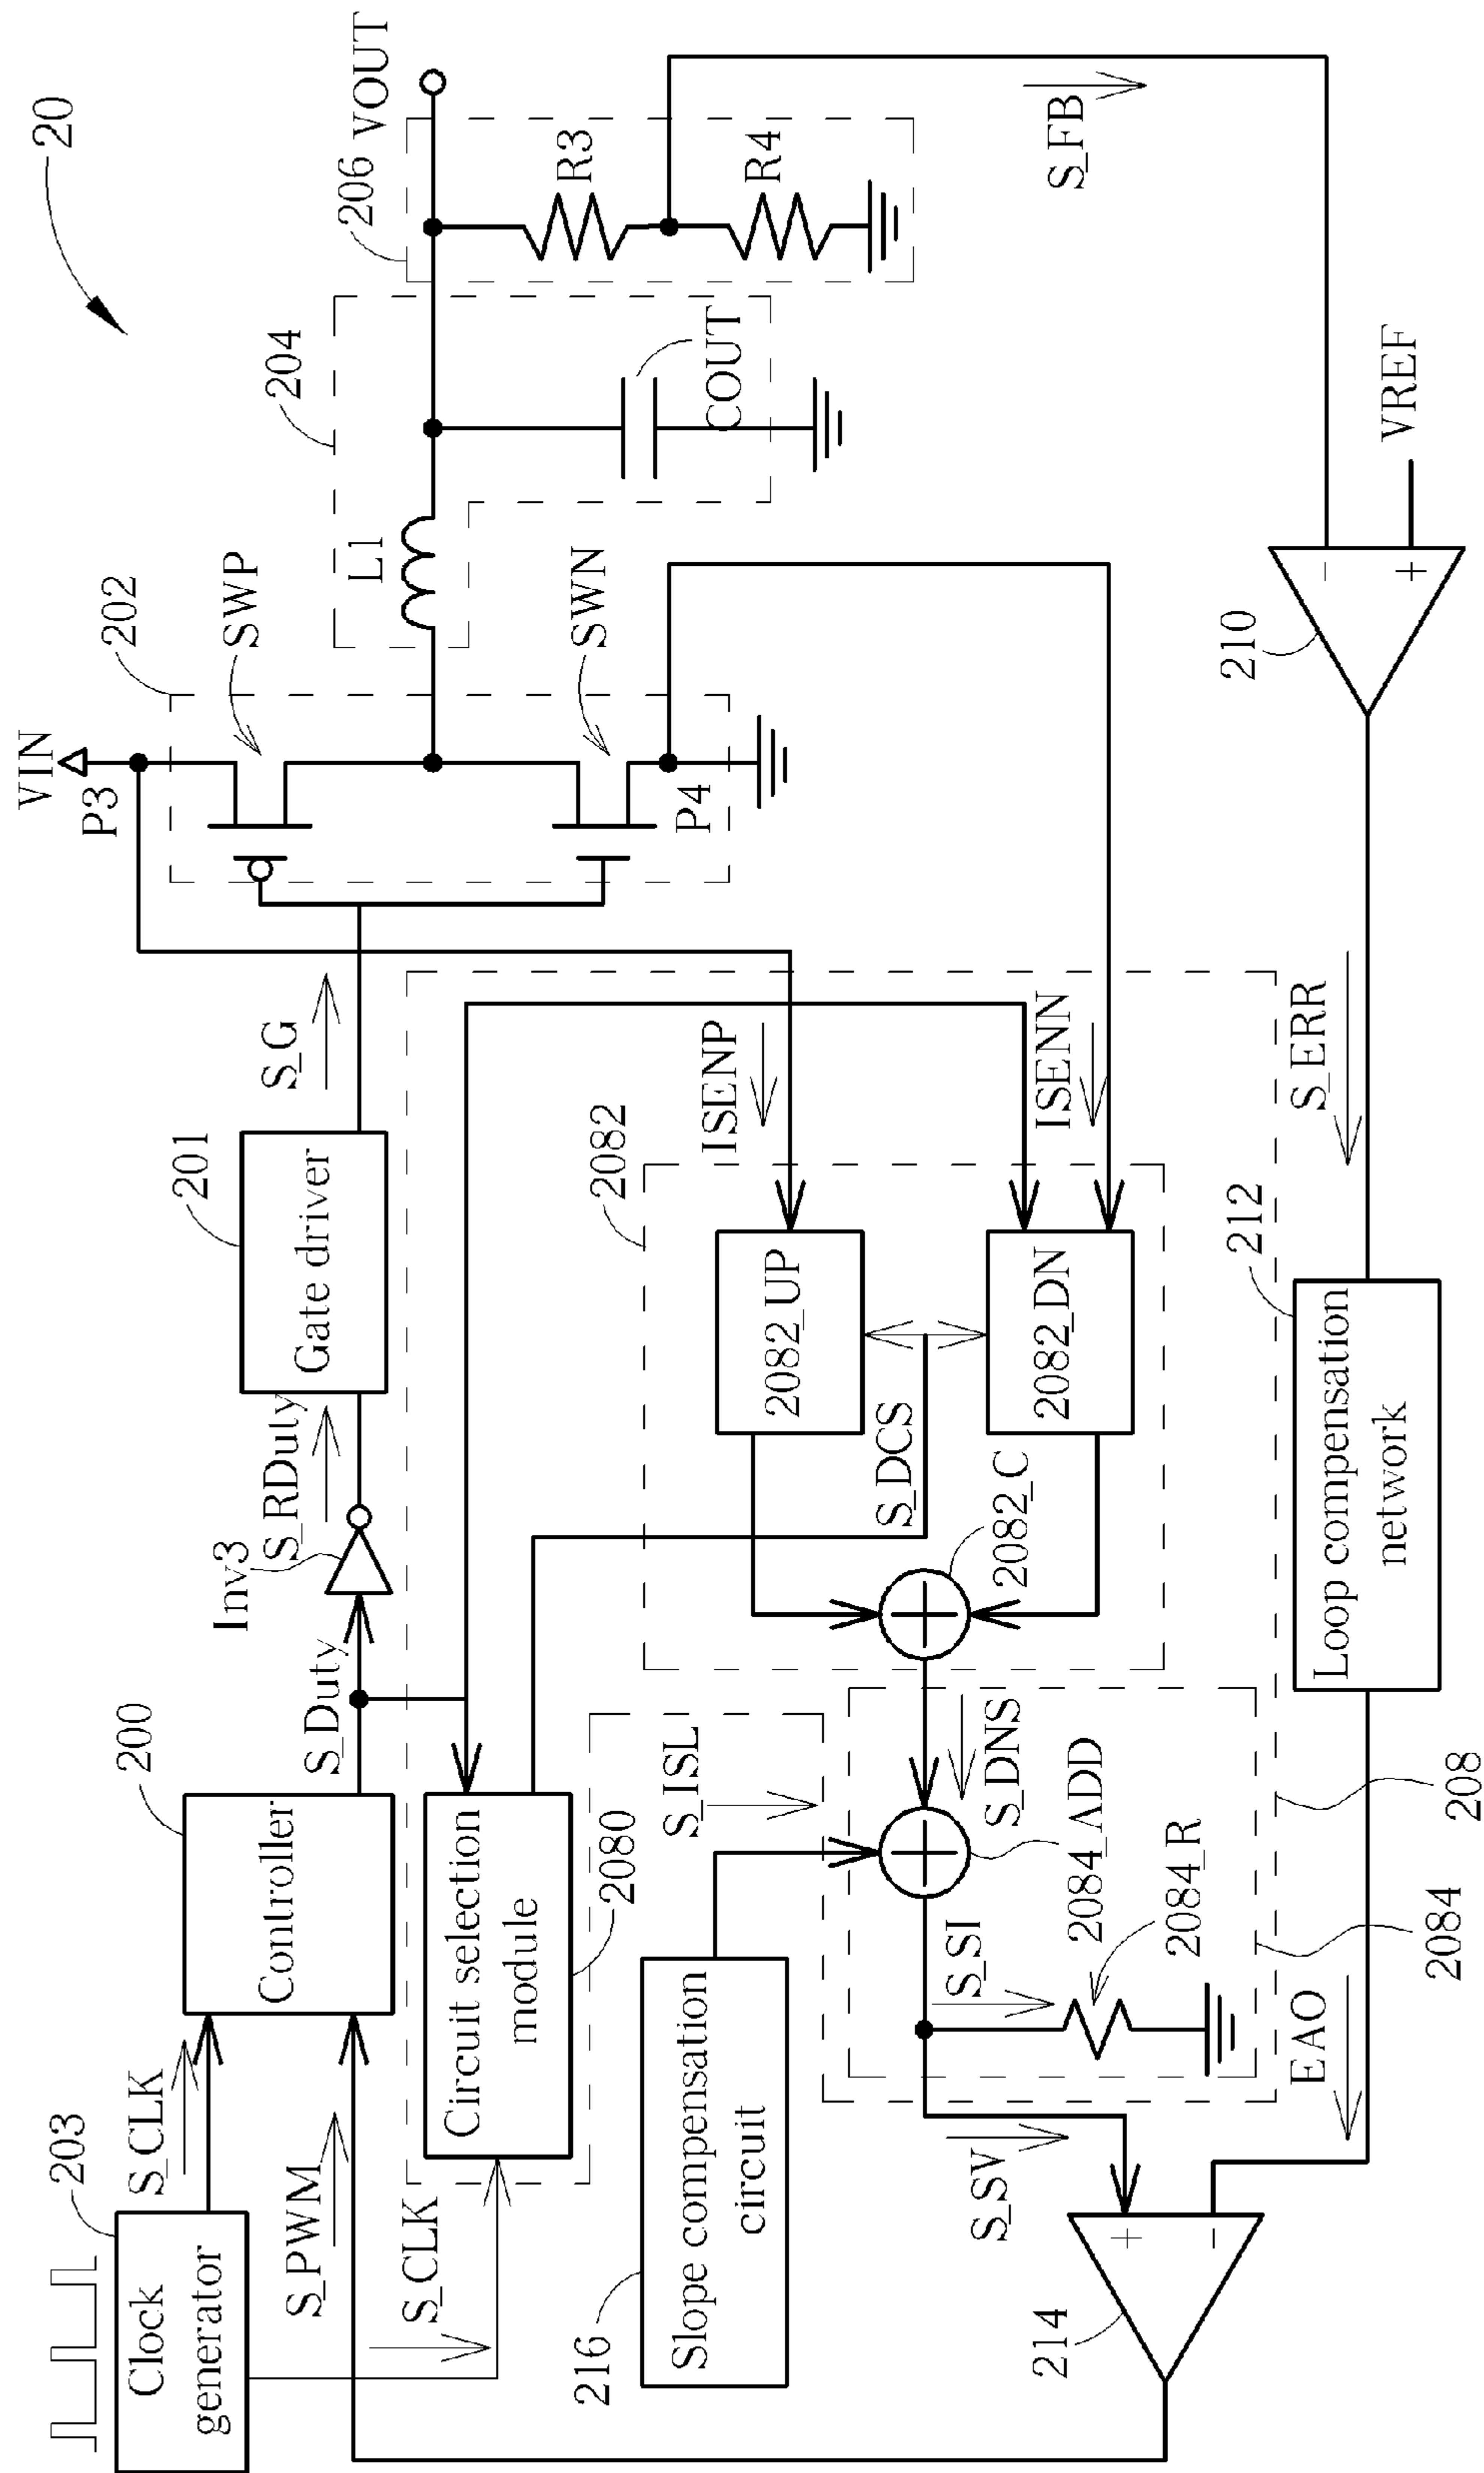 20
VIN
P3
202
SWP
SWN
P4
204
L1
COUT
206
VOUT
R3
R4
S_FB
203
Clock
generator
S_CLK
S_PWM
S_CLK
200
Controller
S_Duty
Inv3
S_RDuty
201
Gate driver
S_G
Circuit selection
module
2080
216
Slope compensation
circuit
S_ISL
2082
ISENP
ISENN
2082_UP
2082_DN
S_DCS
2082_C
S_DNS
2084_ADD
S_SI
2084_R
2084
208
S_SV
214
+
-
EAO
212
Loop compensation
network
S_ERR
210
-
+
VREF